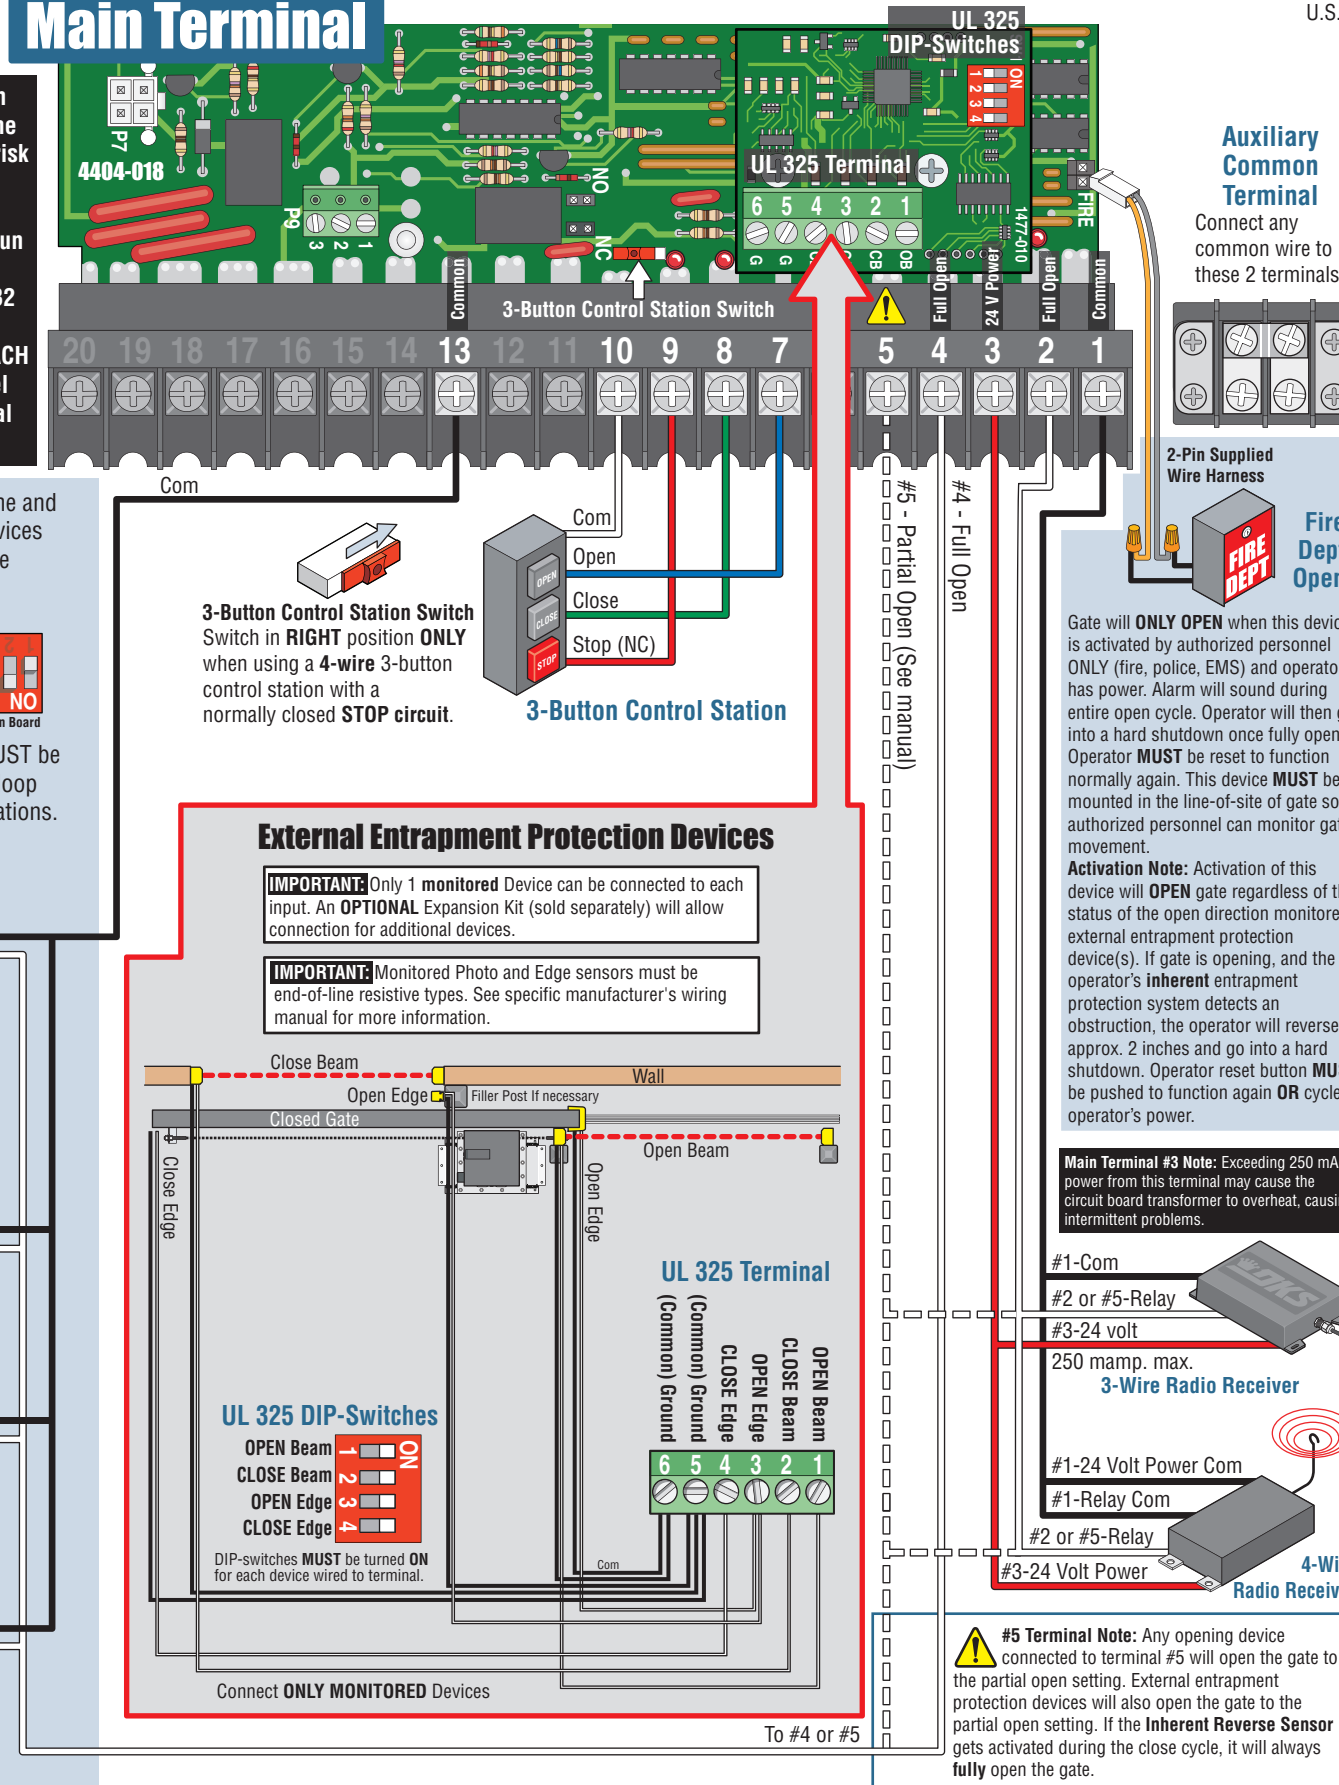 Main Terminal
U.S.
UL 325
DIP-Switches
ON
1
2
3
4
P7
4404-018
P9
3 2 1
NO
NC
UL 325 Terminal
6 5 4 3 2 1
G G CB OB
1477-010
FIRE
risk
un
32
ACH
Common
3-Button Control Station Switch
Full Open
24 V Power
Full Open
Common
20 19 18 17 16 15 14 13 12 11 10 9 8 7 5 4 3 2 1
Auxiliary
Common
Terminal
Connect any
common wire to
these 2 terminals
2-Pin Supplied
Wire Harness
FIRE
DEPT
Fire
Dept
Open
Com
3-Button Control Station Switch
Switch in RIGHT position ONLY
when using a 4-wire 3-button
control station with a
normally closed STOP circuit.
OPEN
CLOSE
STOP
Com
Open
Close
Stop (NC)
3-Button Control Station
#5 - Partial Open (See manual)
#4 - Full Open
ne and
vices
e
1
2
ON
n Board
UST be
oop
ations.
Gate will ONLY OPEN when this devic
is activated by authorized personnel
ONLY (fire, police, EMS) and operato
has power. Alarm will sound during
entire open cycle. Operator will then g
into a hard shutdown once fully open
Operator MUST be reset to function
normally again. This device MUST be
mounted in the line-of-site of gate so
authorized personnel can monitor gat
movement.
Activation Note: Activation of this
device will OPEN gate regardless of th
status of the open direction monitore
external entrapment protection
device(s). If gate is opening, and the
operator's inherent entrapment
protection system detects an
obstruction, the operator will reverse
approx. 2 inches and go into a hard
shutdown. Operator reset button MUS
be pushed to function again OR cycle
operator's power.
External Entrapment Protection Devices
IMPORTANT: Only 1 monitored Device can be connected to each
input. An OPTIONAL Expansion Kit (sold separately) will allow
connection for additional devices.
IMPORTANT: Monitored Photo and Edge sensors must be
end-of-line resistive types. See specific manufacturer's wiring
manual for more information.
Close Beam
Wall
Open Edge
Filler Post If necessary
Closed Gate
Open Beam
Close Edge
Open Edge
UL 325 Terminal
(Common) Ground
(Common) Ground
CLOSE Edge
OPEN Edge
CLOSE Beam
OPEN Beam
6 5 4 3 2 1
UL 325 DIP-Switches
OPEN Beam 1
CLOSE Beam 2
OPEN Edge 3
CLOSE Edge 4
ON
DIP-switches MUST be turned ON
for each device wired to terminal.
Com
Connect ONLY MONITORED Devices
To #4 or #5
Main Terminal #3 Note: Exceeding 250 mA
power from this terminal may cause the
circuit board transformer to overheat, causi
intermittent problems.
#1-Com
#2 or #5-Relay
#3-24 volt
250 mamp. max.
DKS
3-Wire Radio Receiver
#1-24 Volt Power Com
#1-Relay Com
#2 or #5-Relay
#3-24 Volt Power
4-Wi
Radio Receiv
#5 Terminal Note: Any opening device
connected to terminal #5 will open the gate to
the partial open setting. External entrapment
protection devices will also open the gate to the
partial open setting. If the Inherent Reverse Sensor
gets activated during the close cycle, it will always
fully open the gate.